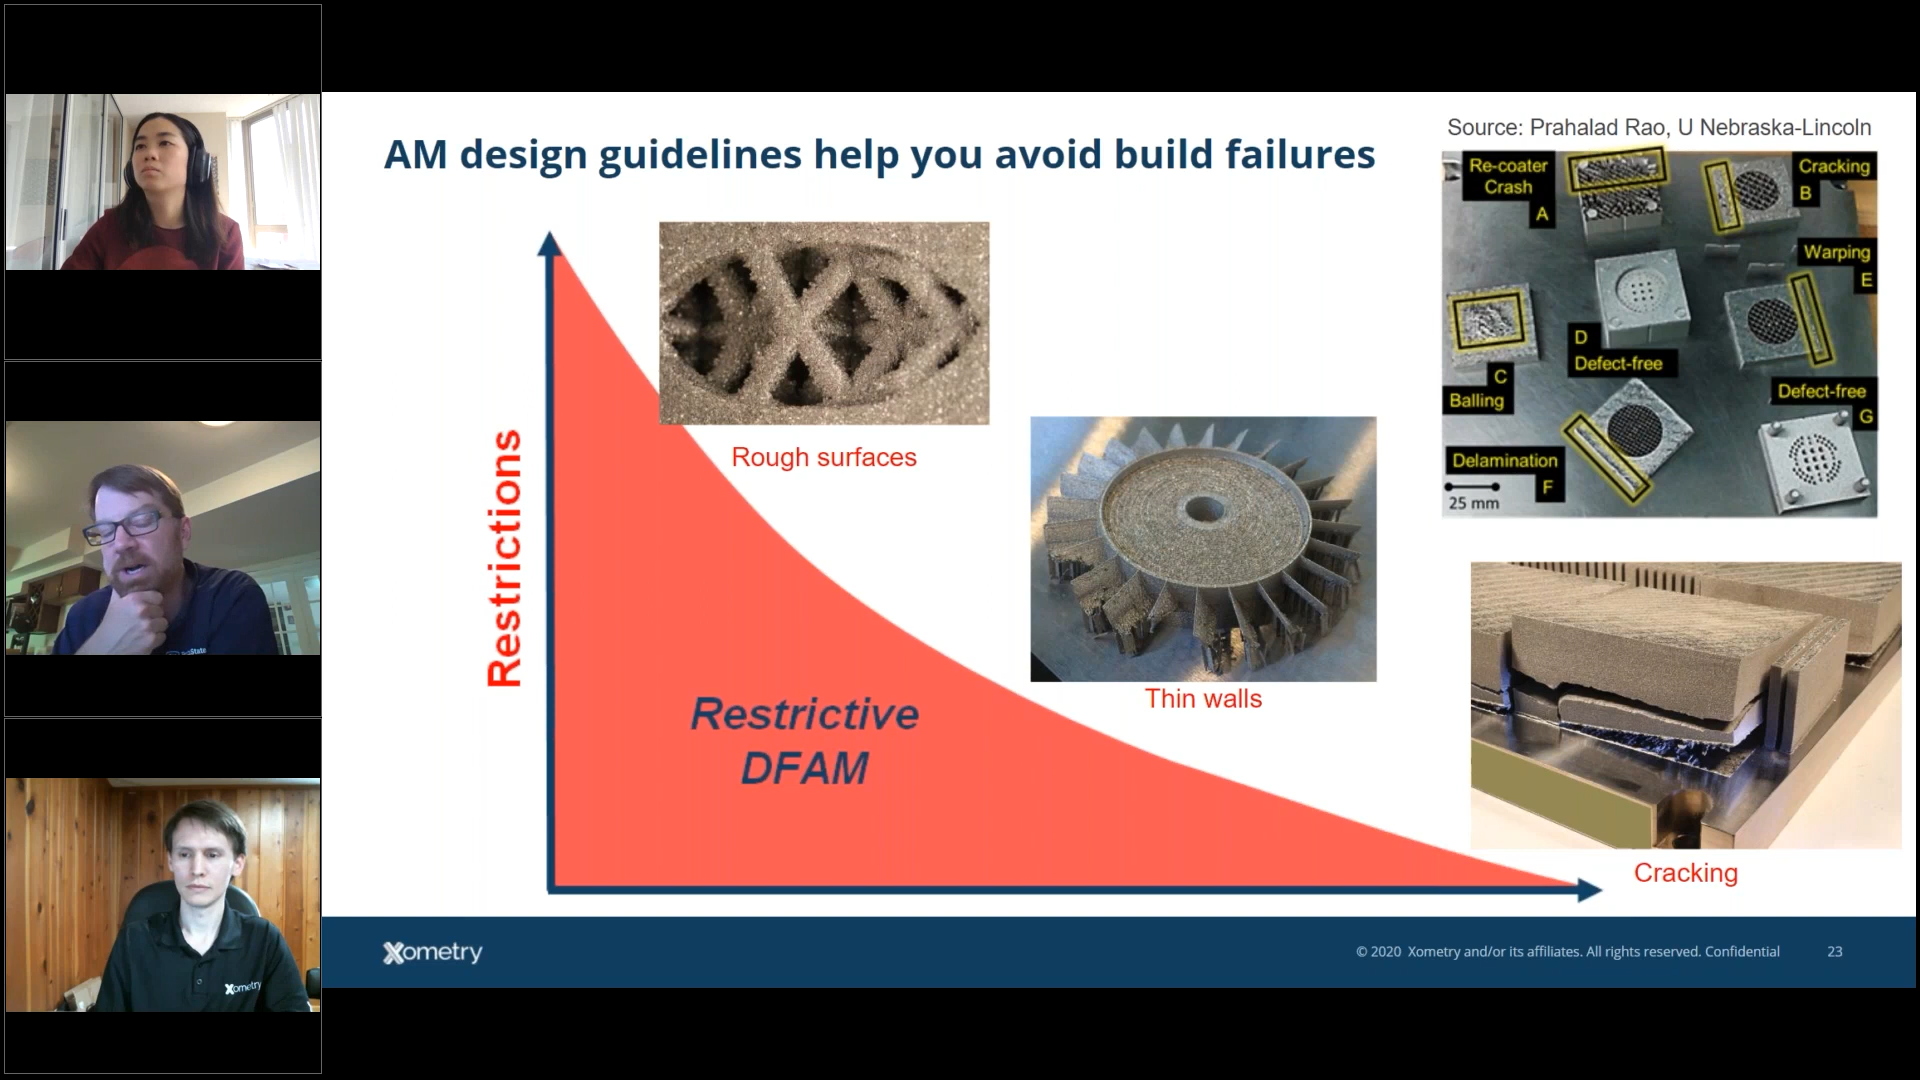 Source: Prahalad Rao, U Nebraska-Lincoln
AM design guidelines help you avoid build failures
Re-coater
Crash
A
Cracking
B
Warping
E
D
Defect-free
C
Balling
Defect-free
G
Delamination
F
25 mm
Rough surfaces
Restrictions
Thin walls
Restrictive
DFAM
Cracking
Xometry
© 2020 Xometry and/or its affiliates. All rights reserved. Confidential
23
Xometry